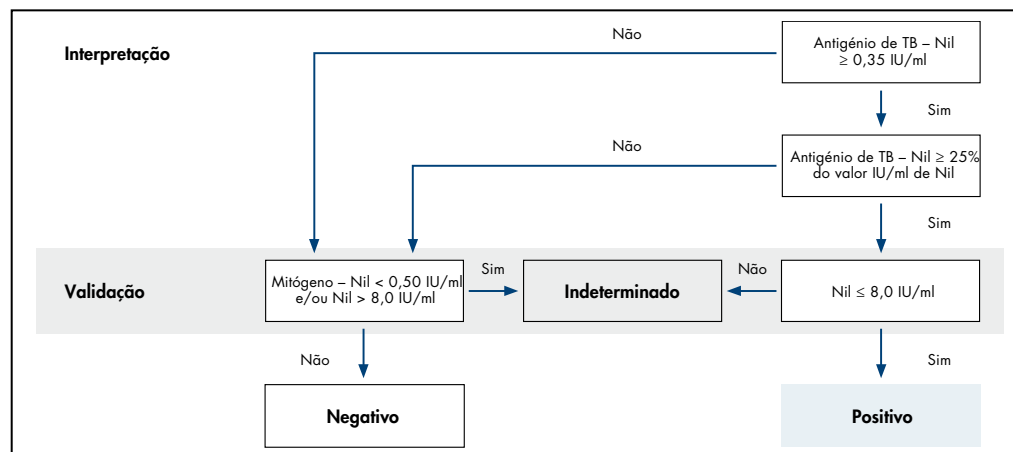 Interpretação
Não
Antigénio de TB – Nil
≥ 0,35 IU/ml
Sim
Não
Antigénio de TB – Nil ≥ 25%
do valor IU/ml de Nil
Sim
Validação
Mitógeno – Nil < 0,50 IU/ml
e/ou Nil > 8,0 IU/ml
Sim
Indeterminado
Não
Nil ≤ 8,0 IU/ml
Não
Sim
Negativo
Positivo